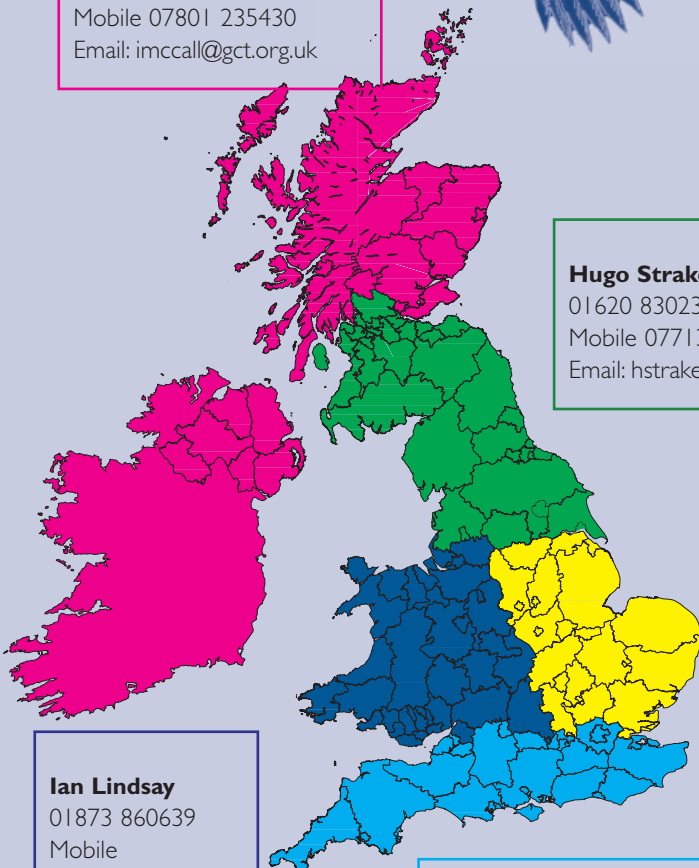 Mobile 07801 235430
Email: imccall@gct.org.uk
Hugo Strak
01620 83023
Mobile 0771
Email: hstrake
Ian Lindsay
01873 860639
Mobile